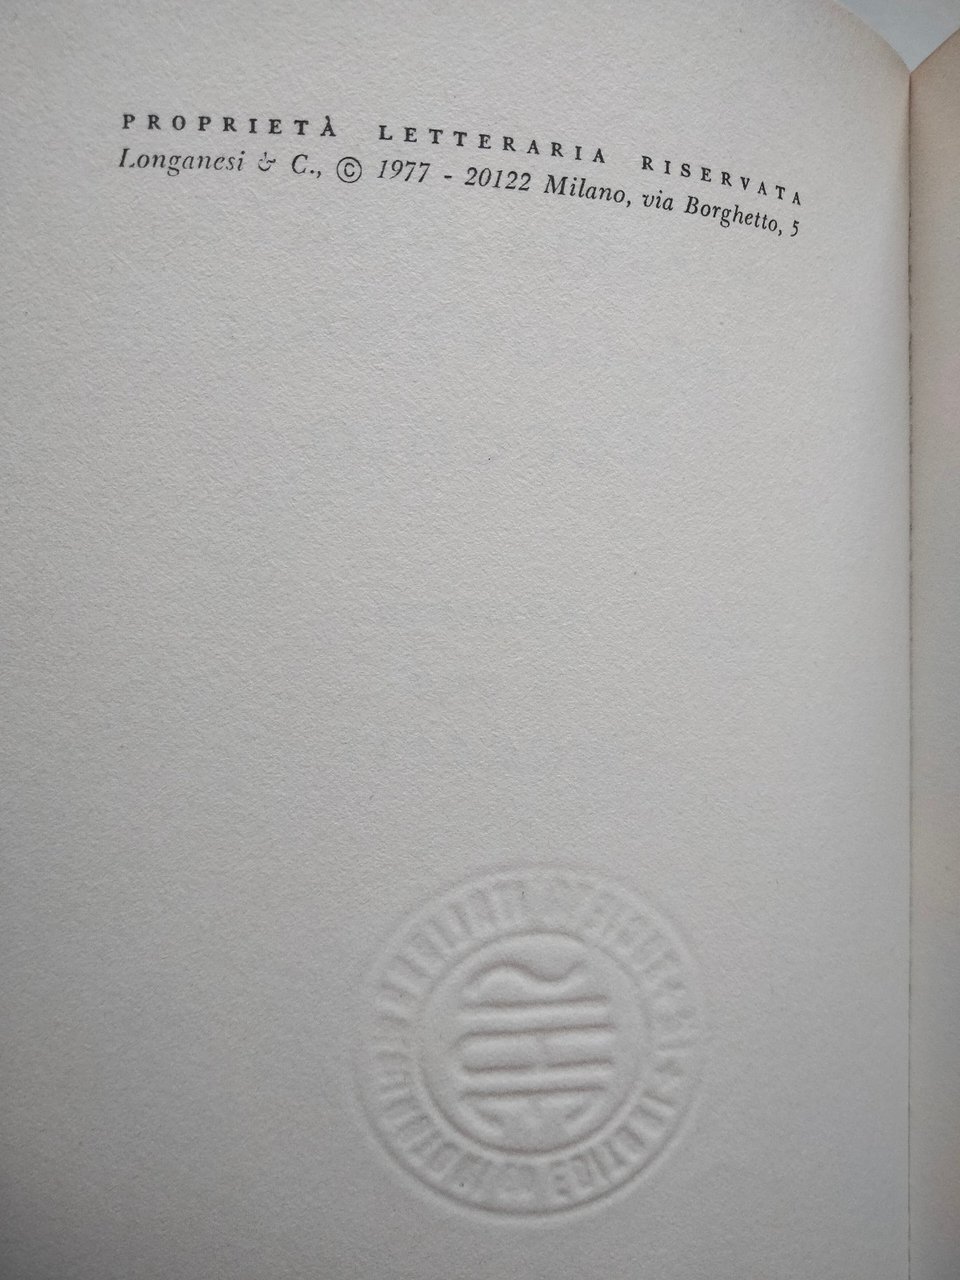 PROPRIETÀ LETTERARIA RISERVATA
Longanesi & C., © 1977 - 20122 Milano, via Borghetto, 5